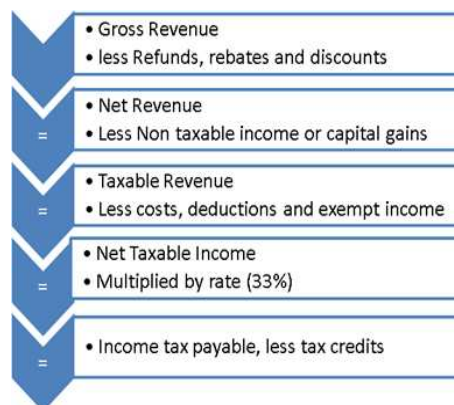 • Gross Revenue
• less Refunds, rebates and discounts
=
• Net Revenue
• Less Non taxable income or capital gains
=
• Taxable Revenue
• Less costs, deductions and exempt income
=
• Net Taxable Income
• Multiplied by rate (33%)
=
• Income tax payable, less tax credits